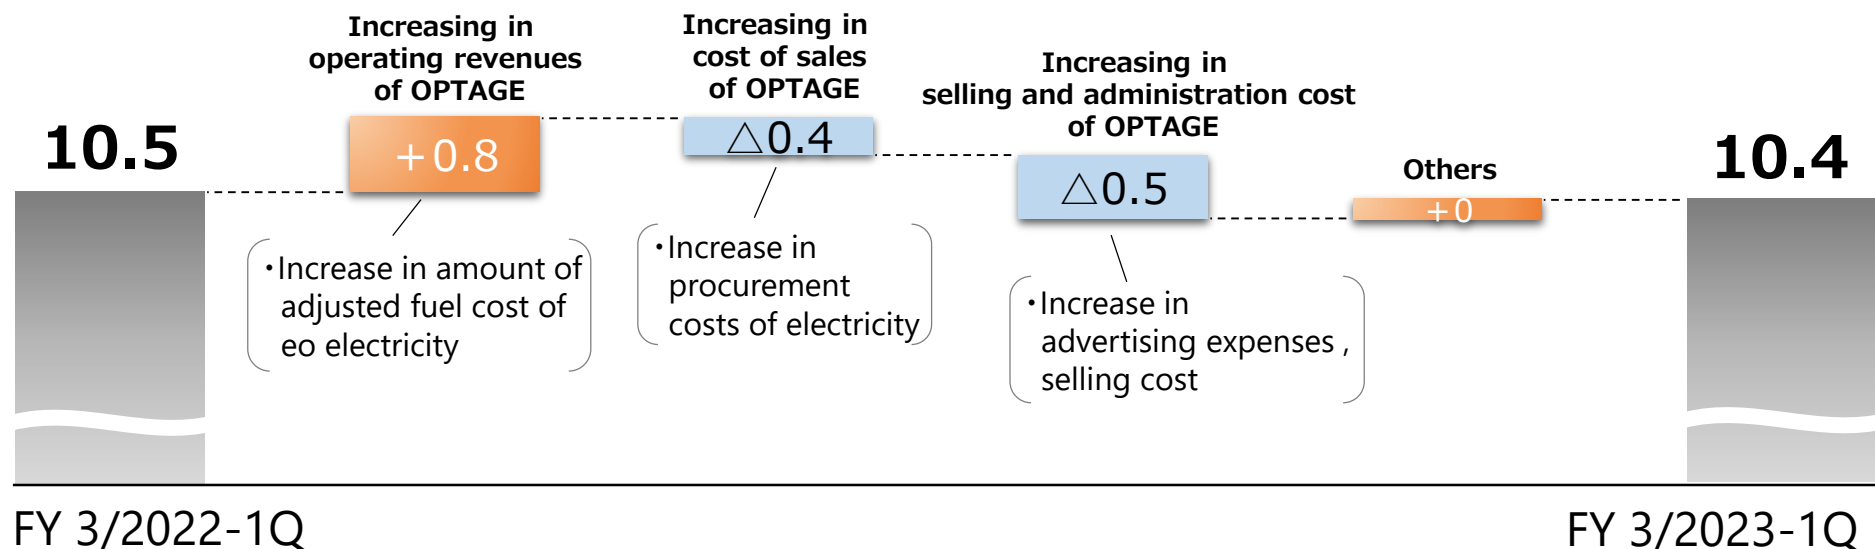 Increasing in
operating revenues
of OPTAGE
Increasing in
cost of sales
of OPTAGE
Increasing in
selling and administration cost
of OPTAGE
Others
10.5
+0.8
△0.4
△0.5
+0
10.4
・Increase in amount of
adjusted fuel cost of
eo electricity
・Increase in
procurement
costs of electricity
・Increase in
advertising expenses ,
selling cost
FY 3/2022-1Q
FY 3/2023-1Q